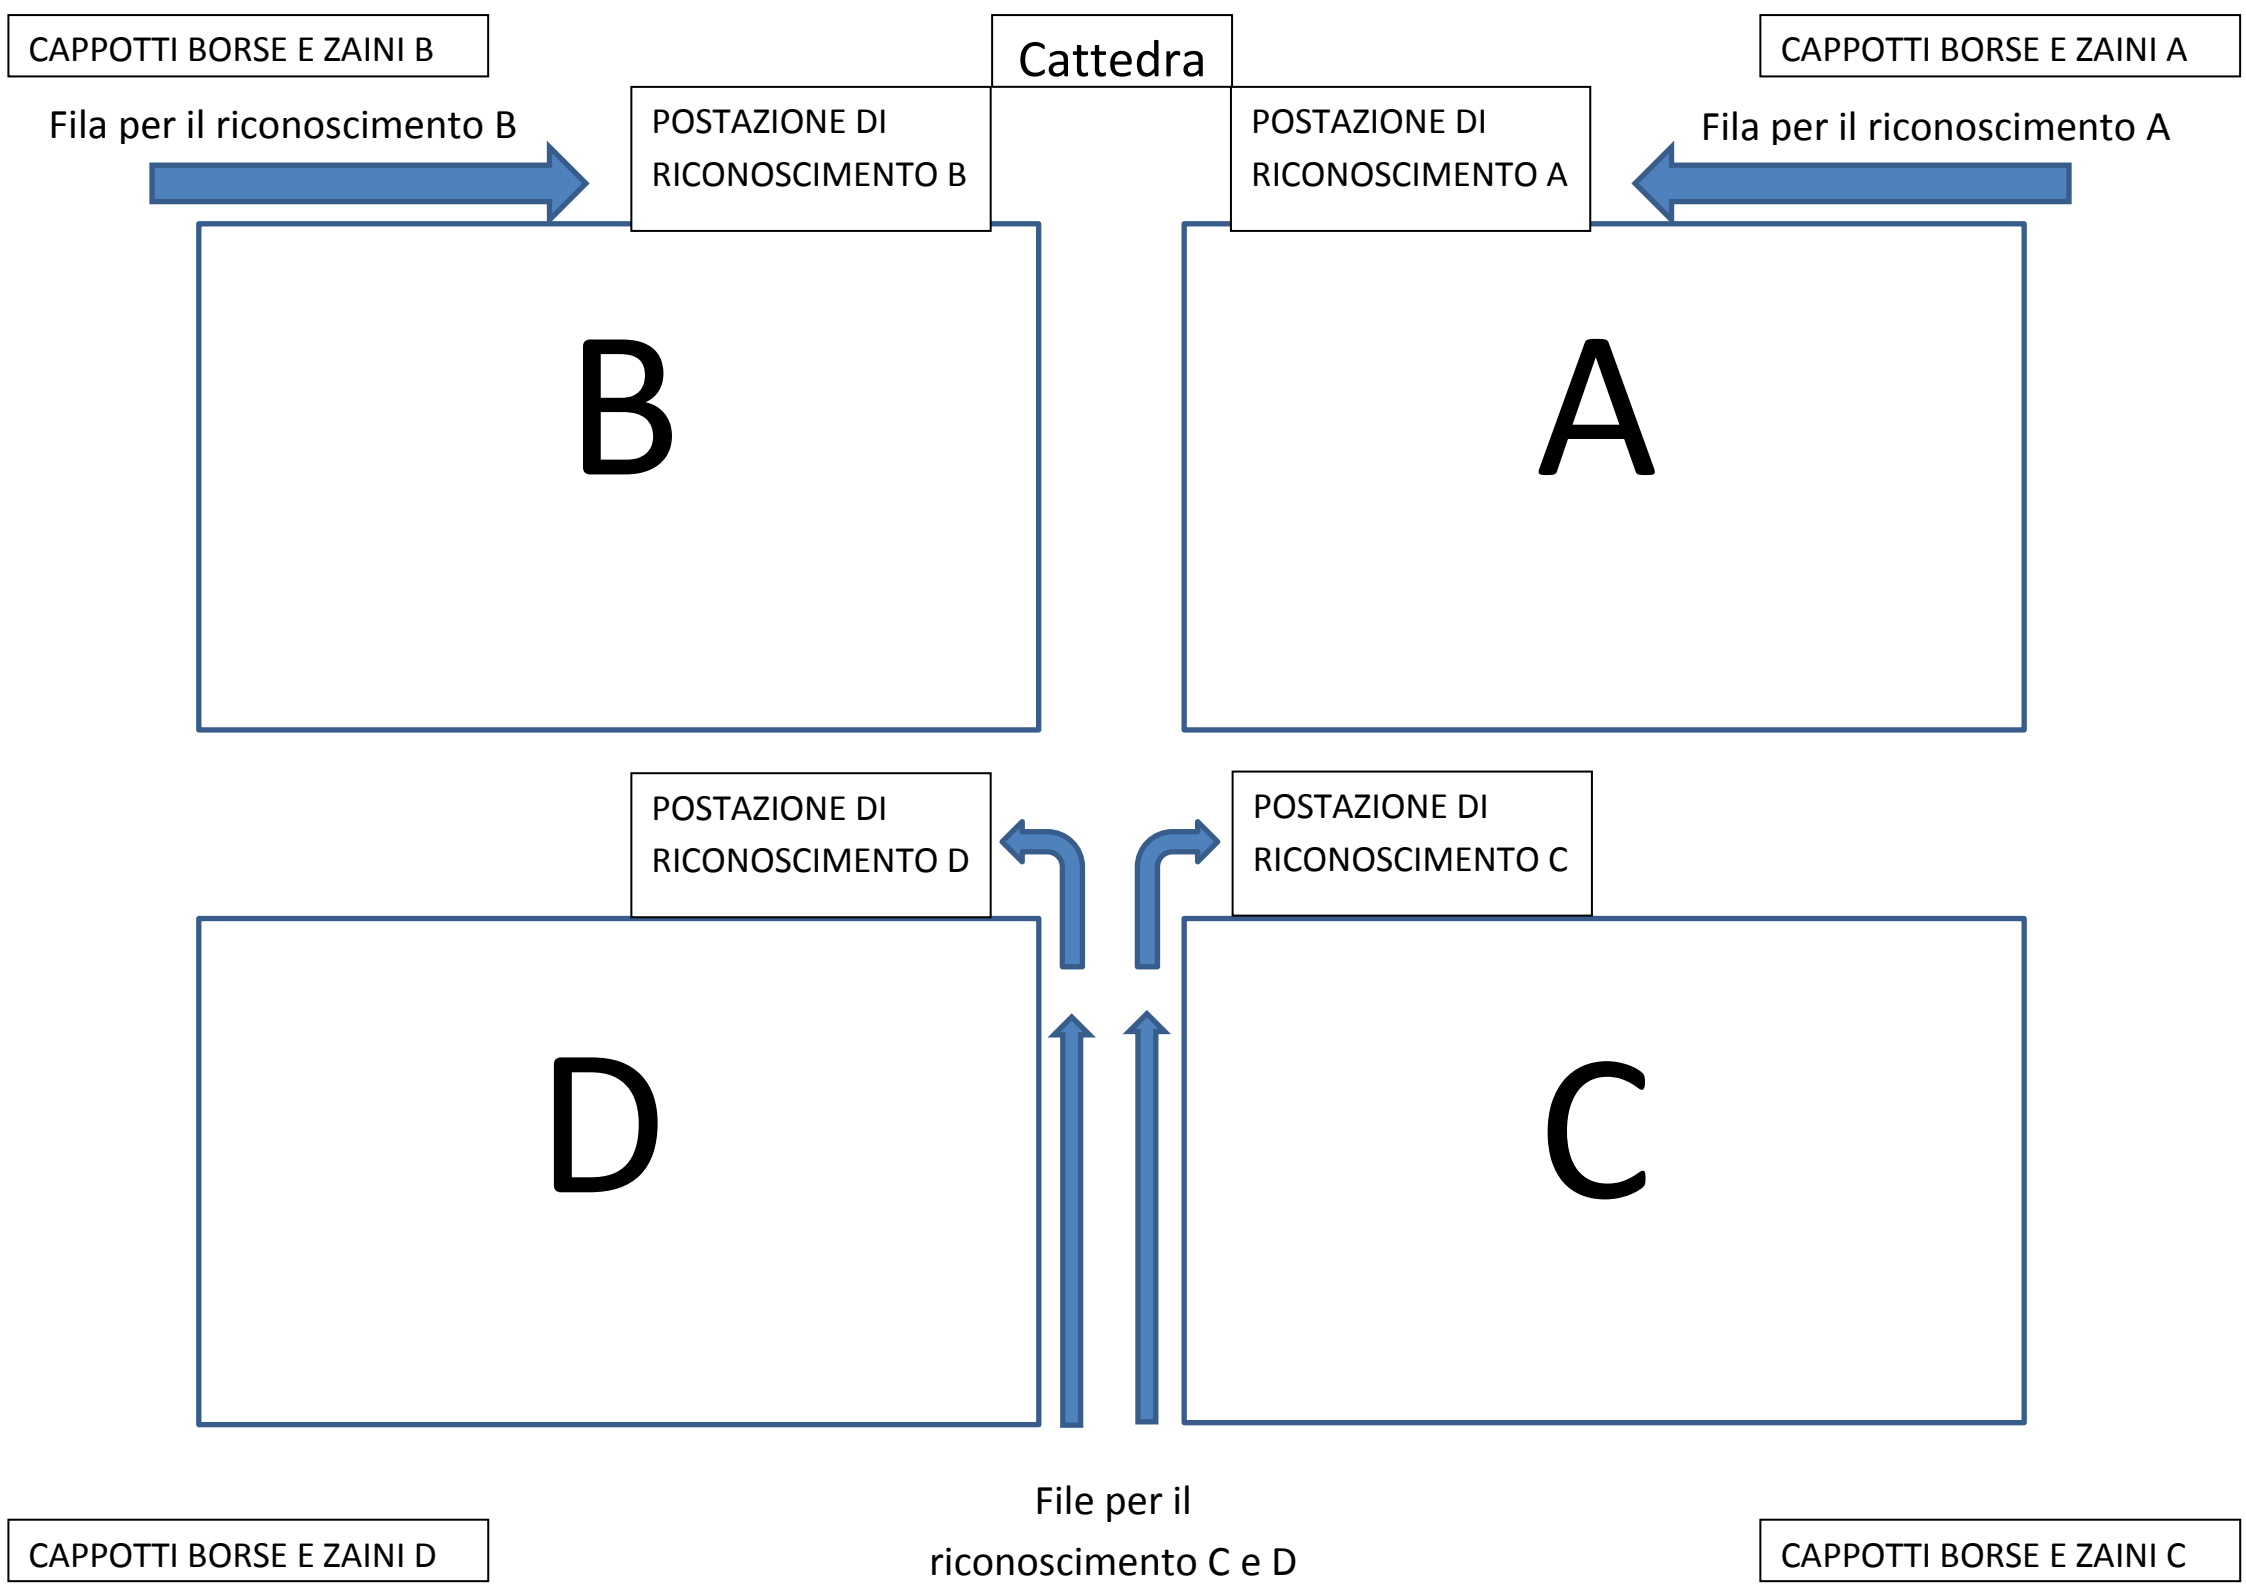 CAPPOTTI BORSE E ZAINI B
Cattedra
CAPPOTTI BORSE E ZAINI A
Fila per il riconoscimento B
POSTAZIONE DI
RICONOSCIMENTO B
POSTAZIONE DI
RICONOSCIMENTO A
Fila per il riconoscimento A
B
A
POSTAZIONE DI
RICONOSCIMENTO D
POSTAZIONE DI
RICONOSCIMENTO C
D
C
File per il
riconoscimento C e D
CAPPOTTI BORSE E ZAINI D
CAPPOTTI BORSE E ZAINI C